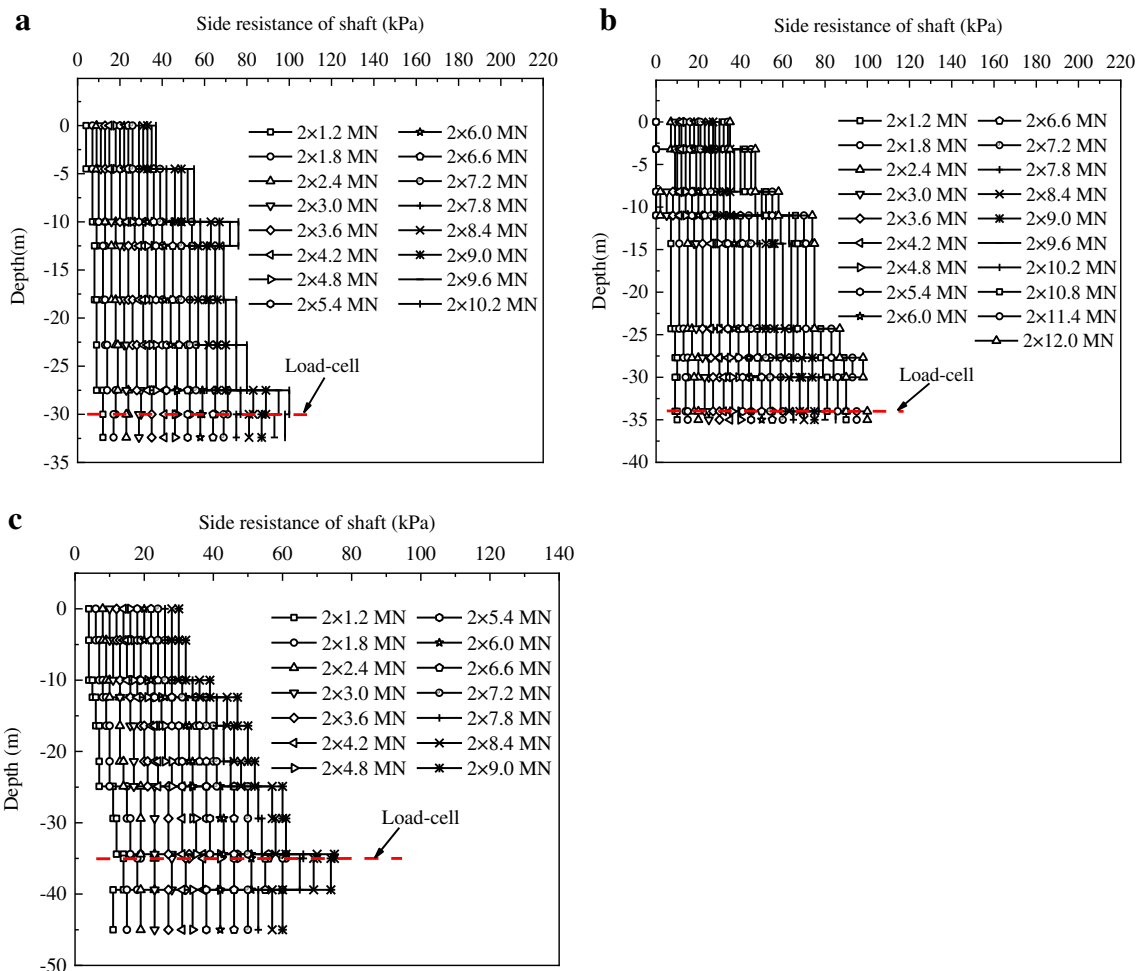 a
Side resistance of shaft (kPa)
0 20 40 60 80 100 120 140 160 180 200 220
Depth(m)
0
-5
-10
-15
-20
-25
-30
-35
2×1.2 MN
2×1.8 MN
2×2.4 MN
2×3.0 MN
2×3.6 MN
2×4.2 MN
2×4.8 MN
2×5.4 MN
2×6.0 MN
2×6.6 MN
2×7.2 MN
2×7.8 MN
2×8.4 MN
2×9.0 MN
2×9.6 MN
2×10.2 MN
Load-cell
b
Side resistance of shaft (kPa)
0 20 40 60 80 100 120 140 160 180 200 220
Depth(m)
0
-5
-10
-15
-20
-25
-30
-35
-40
2×1.2 MN
2×1.8 MN
2×2.4 MN
2×3.0 MN
2×3.6 MN
2×4.2 MN
2×4.8 MN
2×5.4 MN
2×6.0 MN
2×6.6 MN
2×7.2 MN
2×7.8 MN
2×8.4 MN
2×9.0 MN
2×9.6 MN
2×10.2 MN
2×10.8 MN
2×11.4 MN
2×12.0 MN
Load-cell
c
Side resistance of shaft (kPa)
0 20 40 60 80 100 120 140
Depth (m)
0
-10
-20
-30
-40
-50
2×1.2 MN
2×1.8 MN
2×2.4 MN
2×3.0 MN
2×3.6 MN
2×4.2 MN
2×4.8 MN
2×5.4 MN
2×6.0 MN
2×6.6 MN
2×7.2 MN
2×7.8 MN
2×8.4 MN
2×9.0 MN
Load-cell